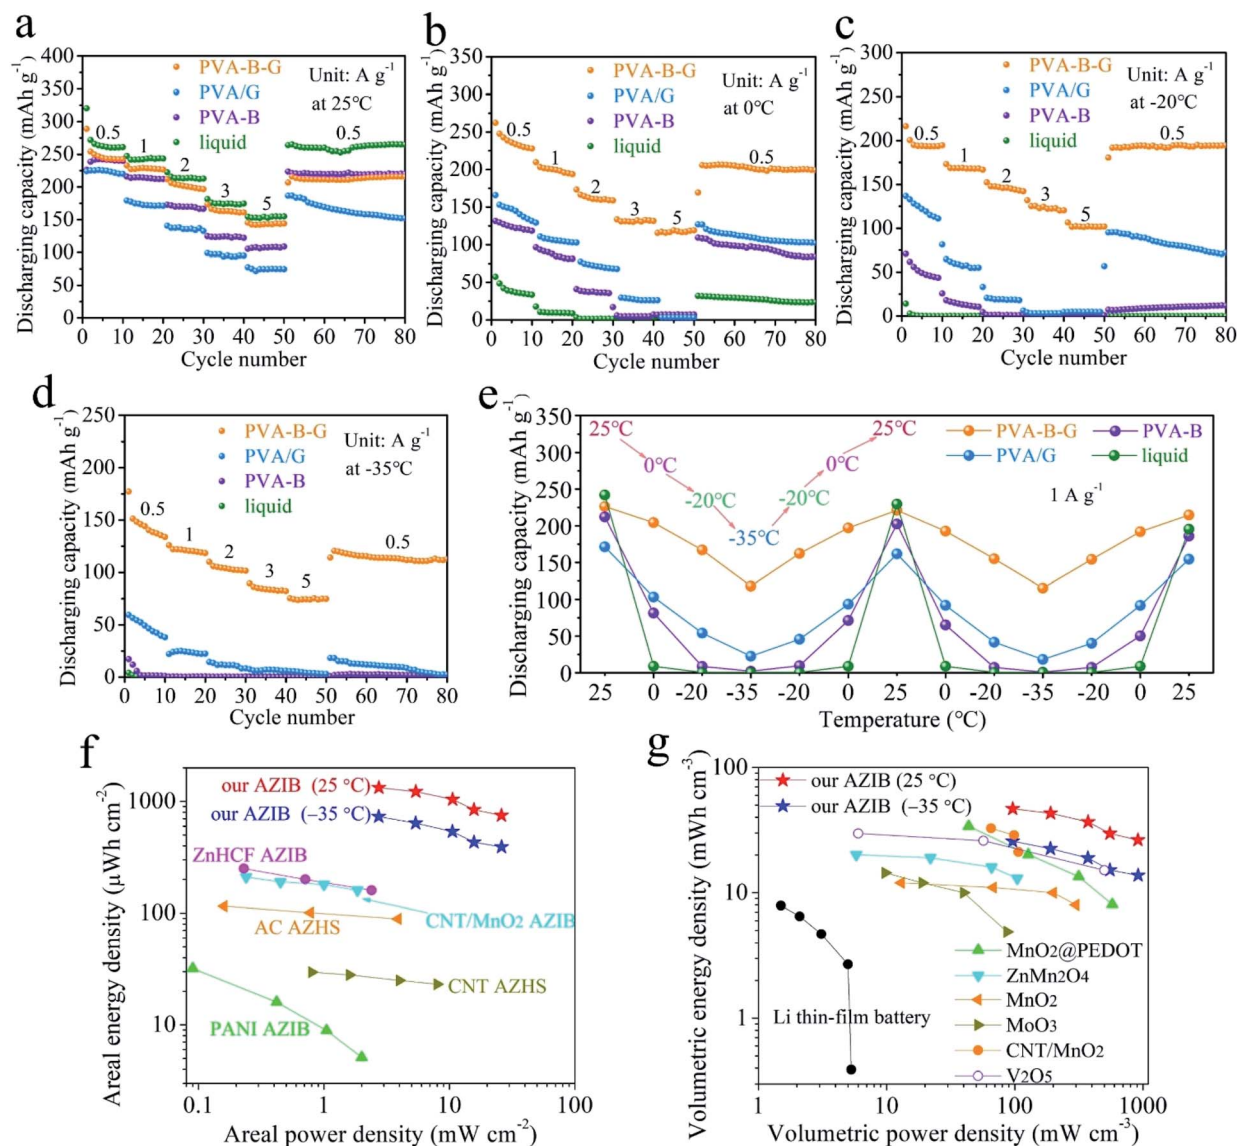 a
Discharging capacity (mAh g⁻¹)
400
350
300
250
200
150
100
50
0
PVA-B-G
PVA/G
PVA-B
liquid
Unit: A g⁻¹
at 25°C
0.5
1
2
3
5
0.5
0 10 20 30 40 50 60 70 80
Cycle number
b
Discharging capacity (mAh g⁻¹)
350
300
250
200
150
100
50
0
PVA-B-G
PVA/G
PVA-B
liquid
Unit: A g⁻¹
at 0°C
0.5
1
2
3
5
0.5
0 10 20 30 40 50 60 70 80
Cycle number
c
Discharging capacity (mAh g⁻¹)
300
250
200
150
100
50
0
PVA-B-G
PVA/G
PVA-B
liquid
Unit: A g⁻¹
at -20°C
0.5
1
2
3
5
0.5
0 10 20 30 40 50 60 70 80
Cycle number
d
Discharging capacity (mAh g⁻¹)
250
200
150
100
50
0
PVA-B-G
PVA/G
PVA-B
liquid
Unit: A g⁻¹
at -35°C
0.5
1
2
3
5
0.5
0 10 20 30 40 50 60 70 80
Cycle number
e
Discharging capacity (mAh g⁻¹)
350
300
250
200
150
100
50
0
25°C
0°C
-20°C
-35°C
-20°C
0°C
25°C
PVA-B-G
PVA/G
PVA-B
liquid
1 A g⁻¹
25 0 -20 -35 -20 0 25 0 -20 -35 -20 0 25
Temperature (°C)
f
Areal energy density (µWh cm⁻²)
1000
100
10
our AZIB (25 °C)
our AZIB (−35 °C)
ZnHCF AZIB
CNT/MnO2 AZIB
AC AZHS
CNT AZHS
PANI AZIB
0.1 1 10 100
Areal power density (mW cm⁻²)
g
Volumetric energy density (mWh cm⁻³)
100
10
1
our AZIB (25 °C)
our AZIB (−35 °C)
Li thin-film battery
MnO2@PEDOT
ZnMn2O4
MnO2
MoO3
CNT/MnO2
V2O5
1 10 100 1000
Volumetric power density (mW cm⁻³)